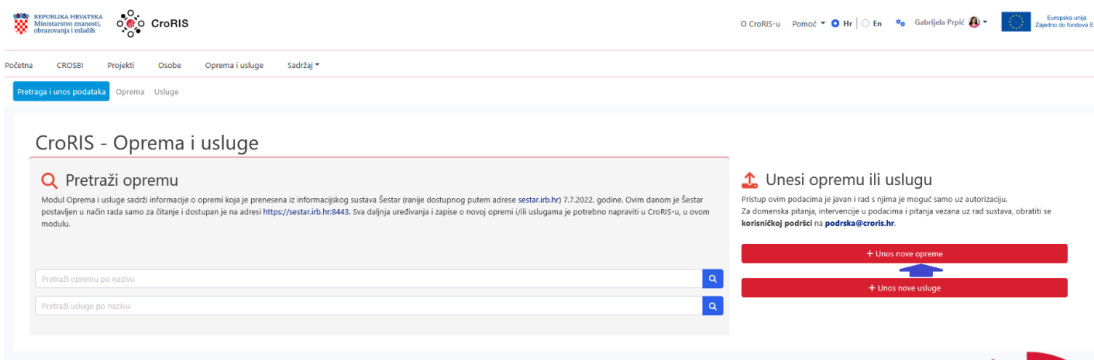 REPUBLIKA HRVATSKA
Ministarstvo znanosti,
obrazovanja i mladih
CroRIS
O CroRIS-u Pomoć Hr En Gabrijela Prpić
Europska unija
Zajedno do fondova E
Početna CROSBI Projekti Osobe Oprema i usluge Sadržaj
Pretraga i unos podataka Oprema Usluge
CroRIS - Oprema i usluge
Pretraži opremu
Modul Oprema i usluge sadrži informacije o opremi koja je prenesena iz informacijskog sustava Šestar (ranije dostupnog putem adrese sestar.irb.hr) 7.7.2022. godine. Ovim danom je Šestar
postavljen u način rada samo za čitanje i dostupan je na adresi https://sestar.irb.hr:8443. Sva daljnja uređivanja i zapise o novoj opremi i/ili uslugama je potrebno napraviti u CroRIS-u, u ovom
modulu.
Pretraži opremu po nazivu
Pretraži usluge po nazivu
Unesi opremu ili uslugu
Pristup ovim podacima je javan i rad s njima je moguć samo uz autorizaciju.
Za domenska pitanja, intervencije u podacima i pitanja vezana uz rad sustava, obratiti se
korisničkoj podršci na podrska@croris.hr.
+ Unos nove opreme
+ Unos nove usluge